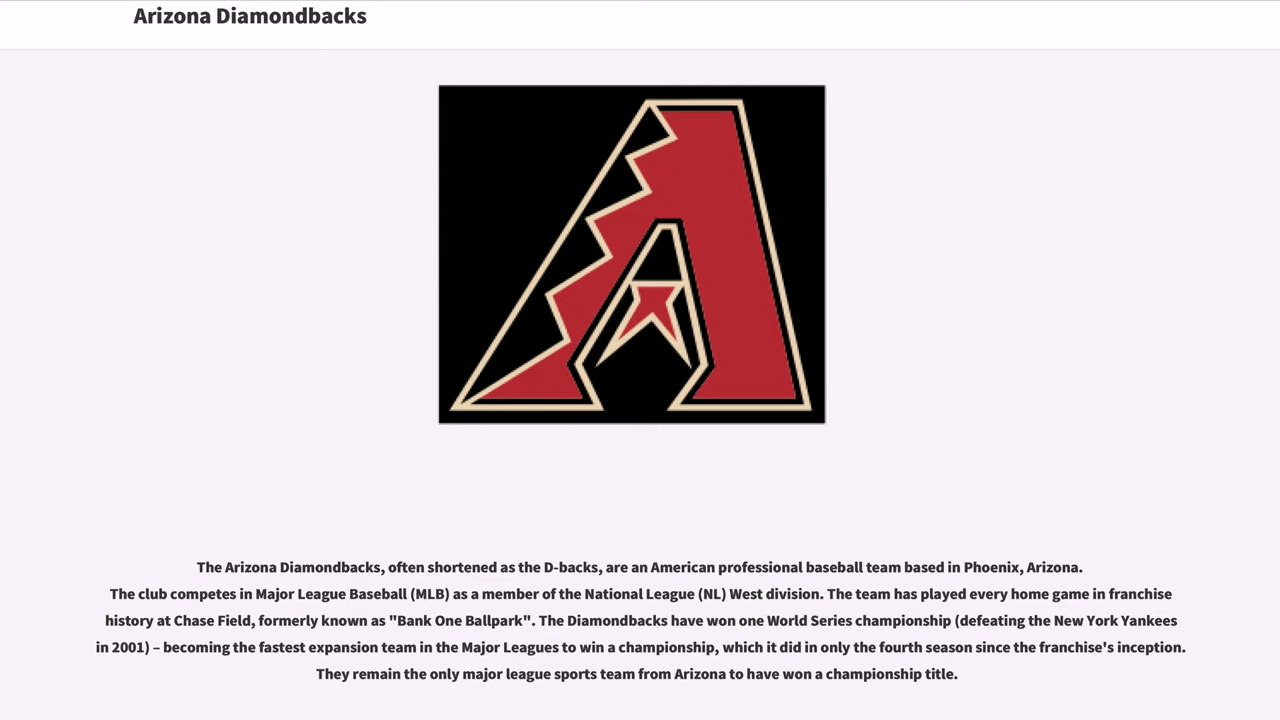 Arizona Diamondbacks
The Arizona Diamondbacks, often shortened as the D-backs, are an American professional baseball team based in Phoenix, Arizona.
The club competes in Major League Baseball (MLB) as a member of the National League (NL) West division. The team has played every home game in franchise
history at Chase Field, formerly known as "Bank One Ballpark". The Diamondbacks have won one World Series championship (defeating the New York Yankees
in 2001) – becoming the fastest expansion team in the Major Leagues to win a championship, which it did in only the fourth season since the franchise's inception.
They remain the only major league sports team from Arizona to have won a championship title.